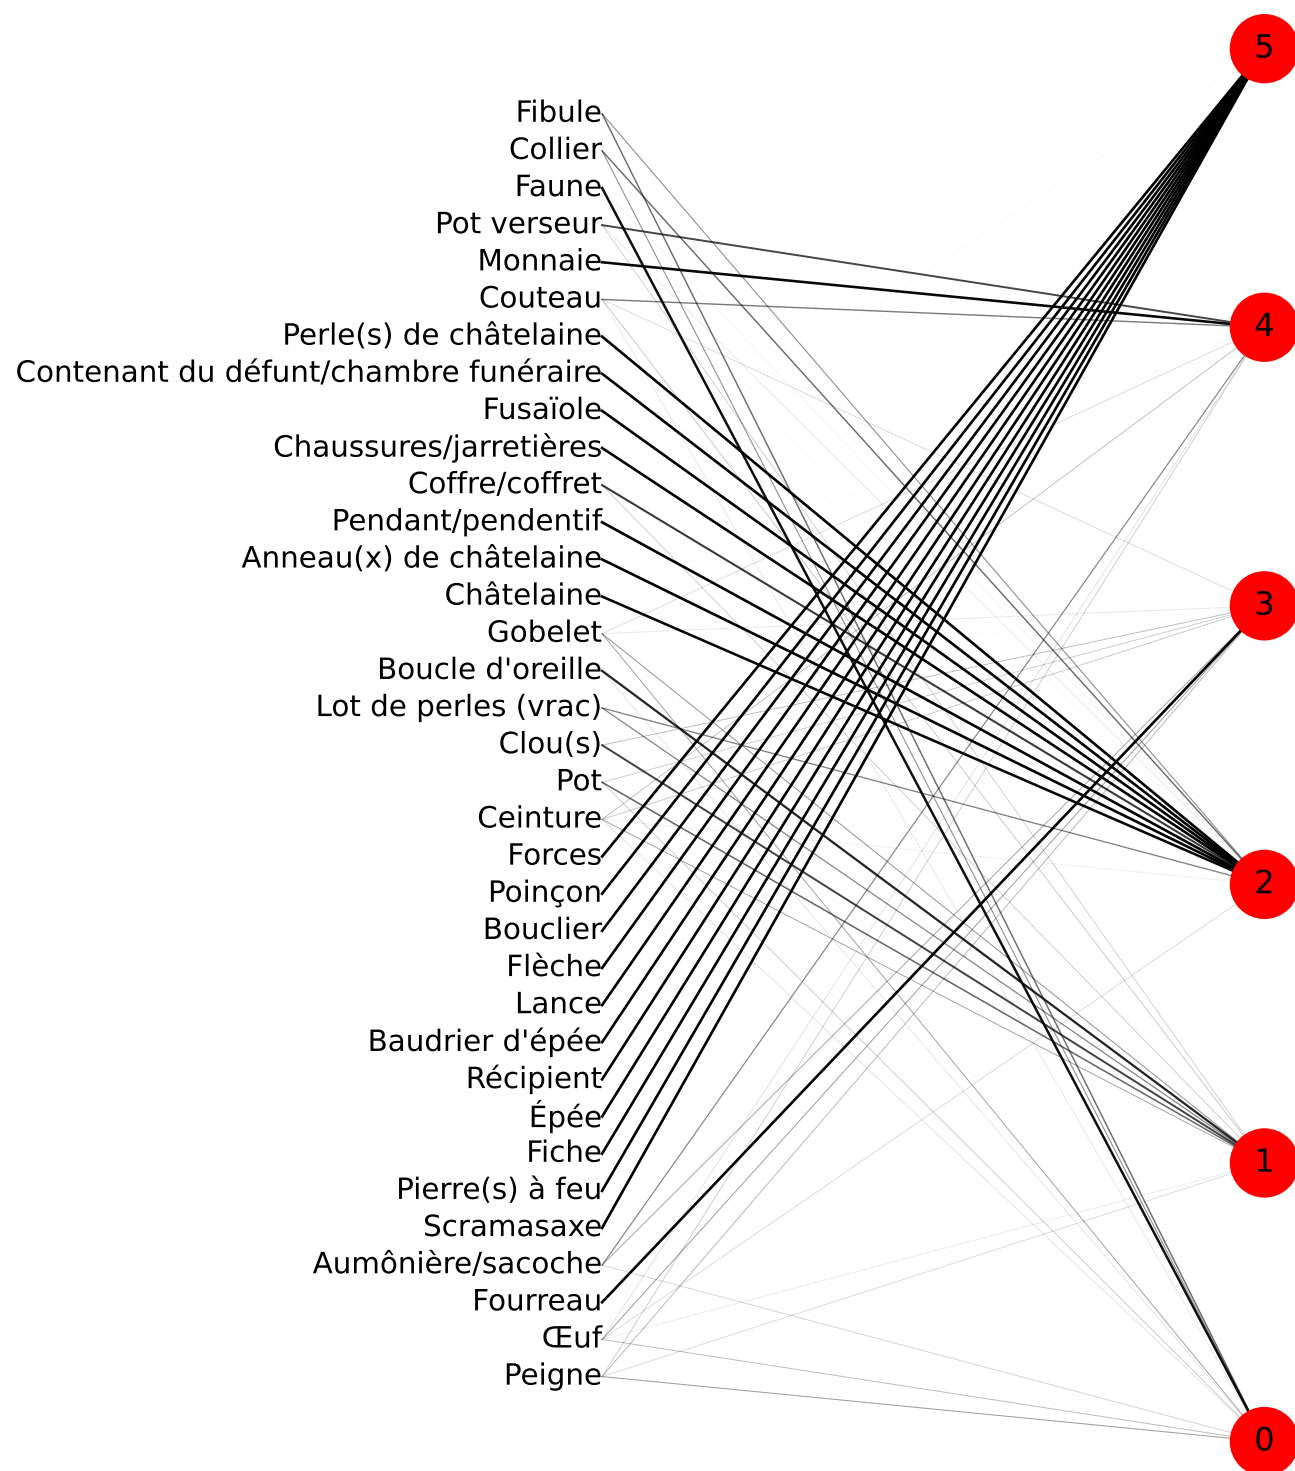 5
Fibule
Collier
Faune
Pot verseur
Monnaie
Couteau
4
Perle(s) de châtelaine
Contenant du défunt/chambre funéraire
Fusaïole
Chaussures/jarretières
Coffre/coffret
Pendant/pendentif
Anneau(x) de châtelaine
Châtelaine
3
Gobelet
Boucle d'oreille
Lot de perles (vrac)
Clou(s)
Pot
Ceinture
Forces
2
Poinçon
Bouclier
Flèche
Lance
Baudrier d'épée
Récipient
Épée
Fiche
1
Pierre(s) à feu
Scramasaxe
Aumônière/sacoche
Fourreau
Œuf
Peigne
0